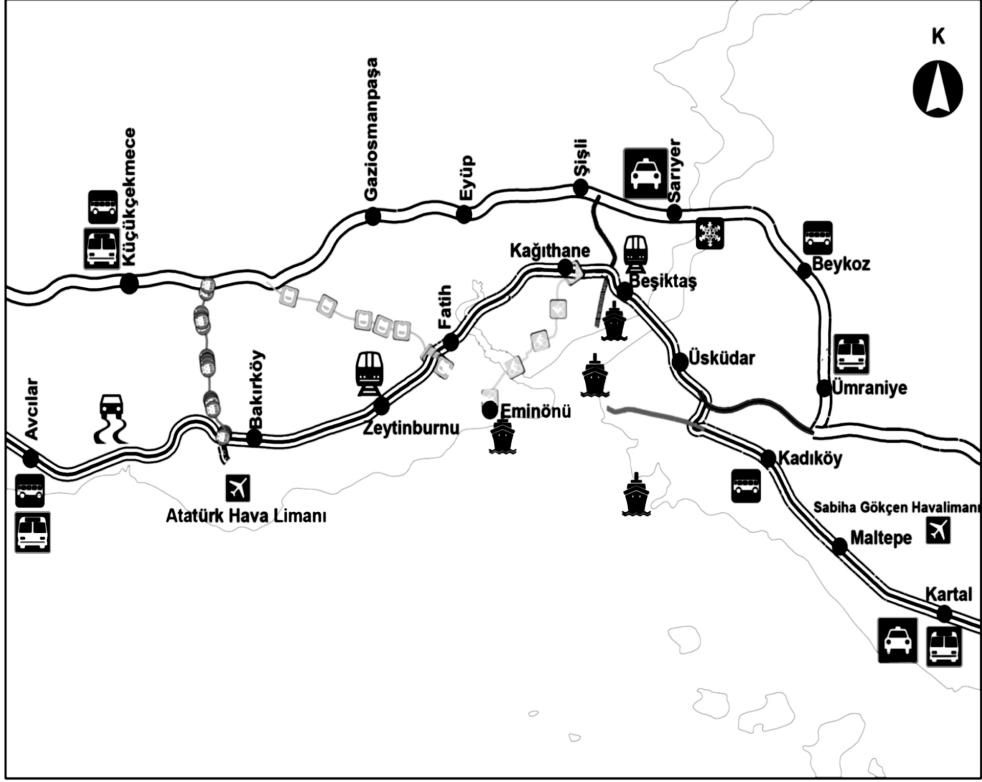 K
Küçükçekmece
Gaziosmanpaşa
Eyüp
Şişli
Sarıyer
Kağıthane
Beşiktaş
Beykoz
Fatih
Üsküdar
Ümraniye
Avcılar
Bakırköy
Zeytinburnu
Eminönü
Kadıköy
Atatürk Hava Limanı
Sabiha Gökçen Havalimanı
Maltepe
Kartal